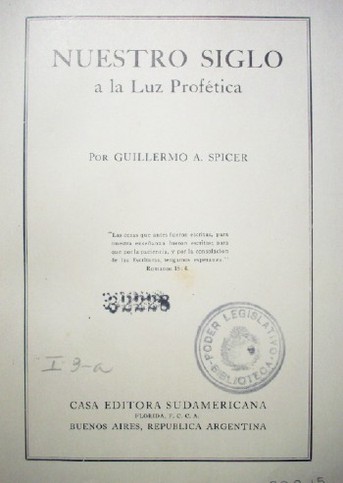 NUESTRO SIGLO
a la Luz Profética
POR GUILLERMO A. SPICER
"Las cosas que antes fueron escritas, para
nuestra enseñanza fueron escritas; para
que por la paciencia, y por la consolación
de las Escrituras, tengamos esperanza."
Romanos 15:4.
I 3-a
PODER LEGISLATIVO
BIBLIOTECA
CASA EDITORA SUDAMERICANA
FLORIDA, F. C. C. A.
BUENOS AIRES, REPUBLICA ARGENTINA